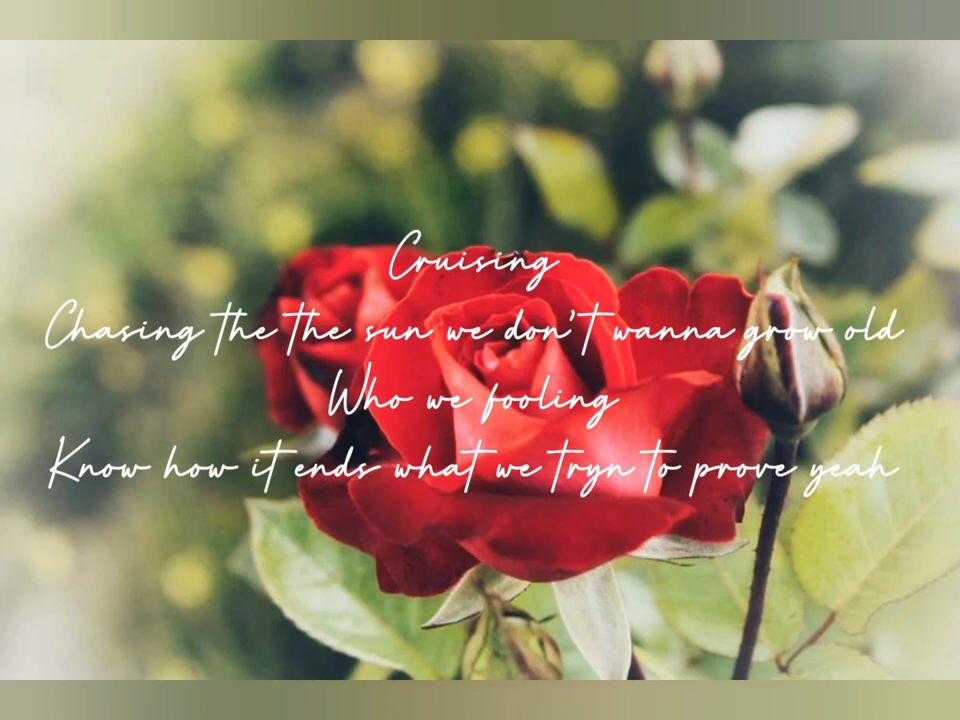 Cruising
Chasing the the sun we don't wanna grow old
Who we fooling
Know how it ends what we tryn to prove yeah